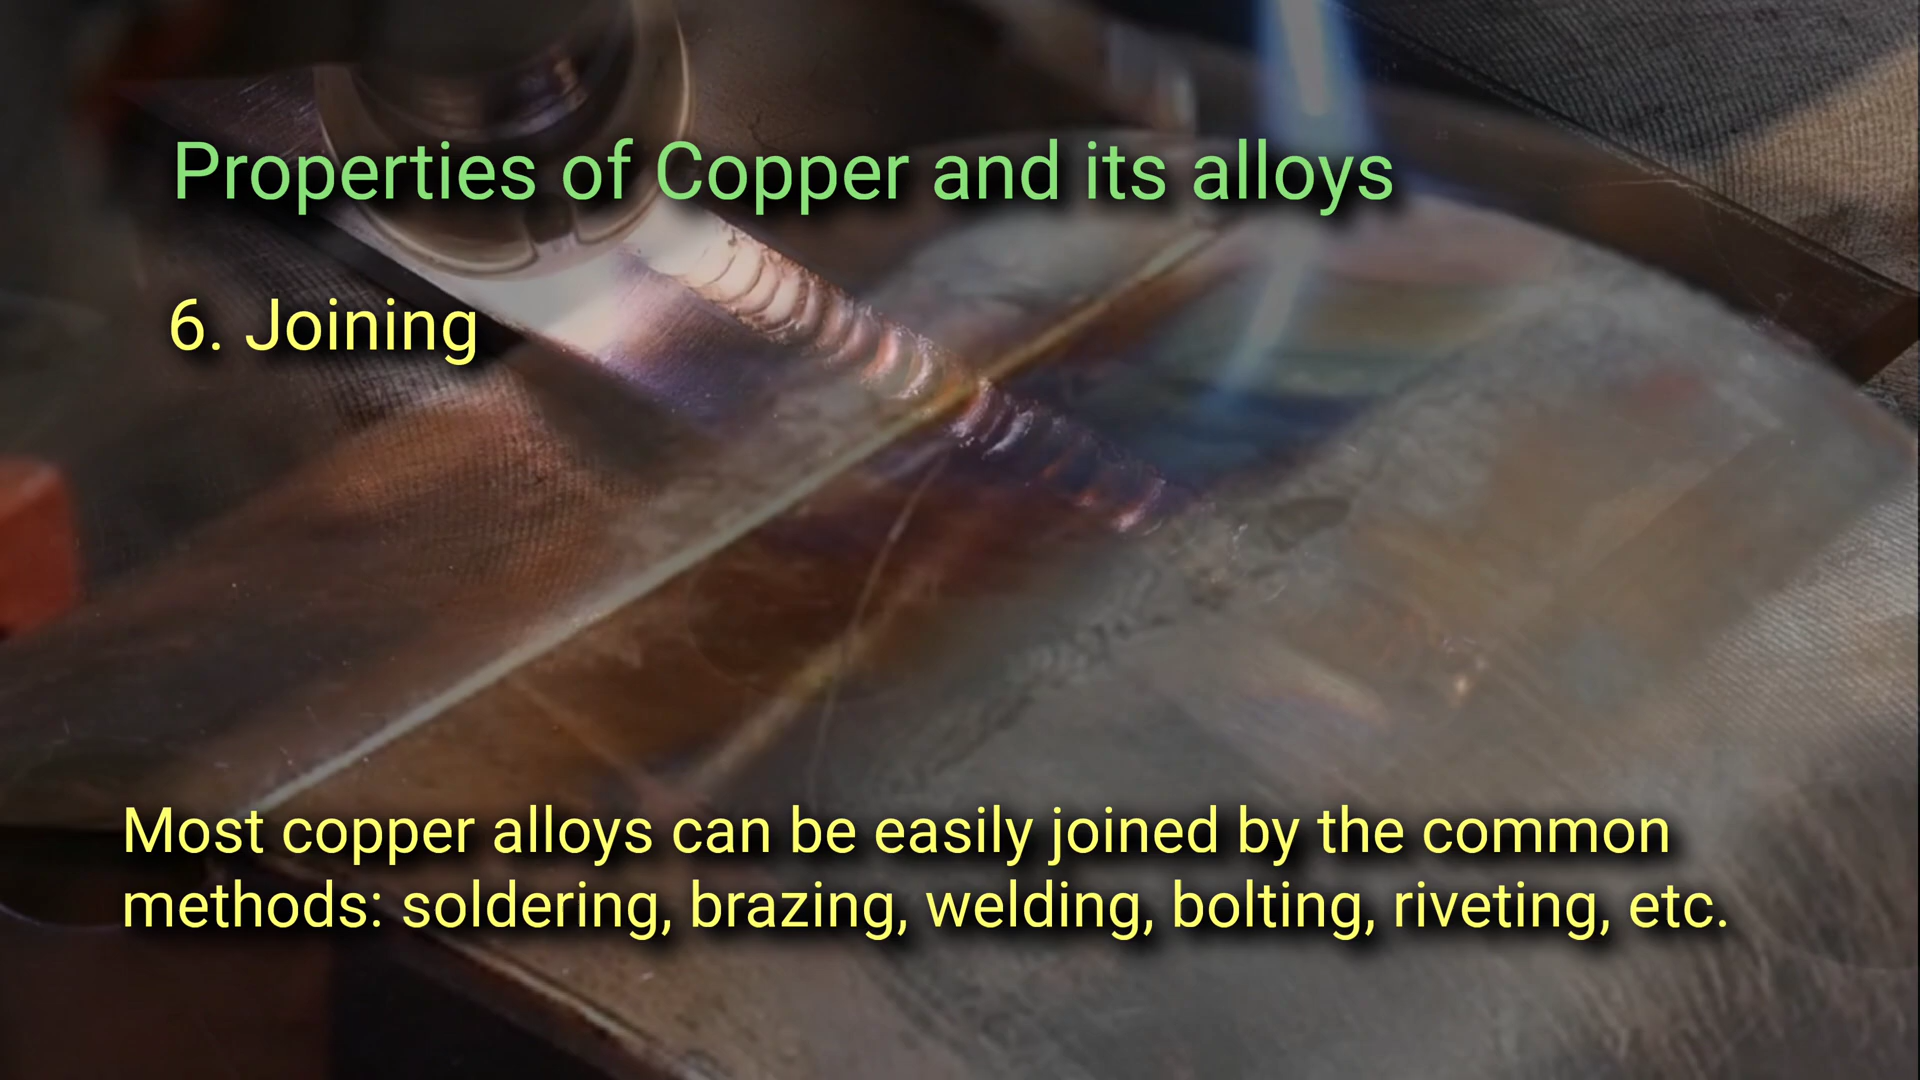 Properties of Copper and its alloys
6. Joining
Most copper alloys can be easily joined by the common
methods: soldering, brazing, welding, bolting, riveting, etc.